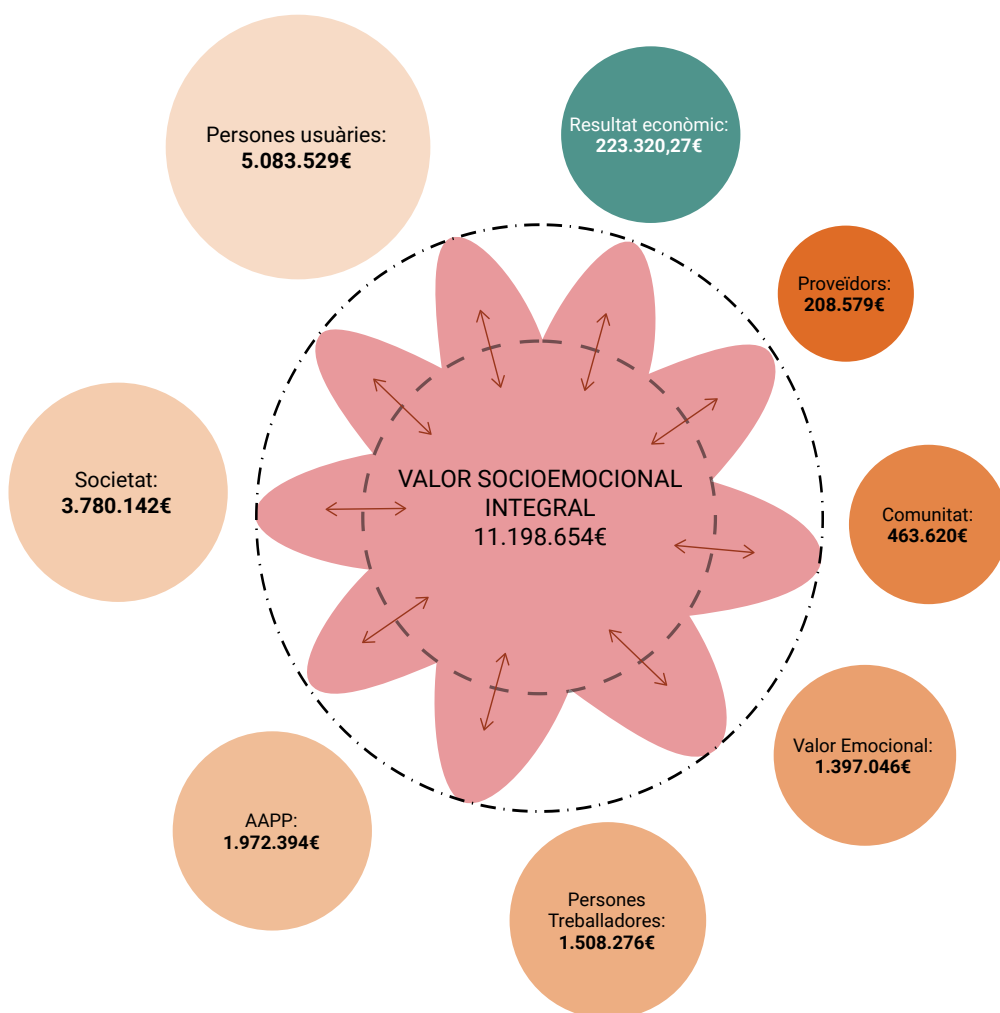 Persones usuàries:
5.083.529€
Resultat econòmic:
223.320,27€
Proveïdors:
208.579€
Societat:
3.780.142€
VALOR SOCIOEMOCIONAL
INTEGRAL
11.198.654€
Comunitat:
463.620€
Valor Emocional:
1.397.046€
AAPP:
1.972.394€
Persones
Treballadores:
1.508.276€